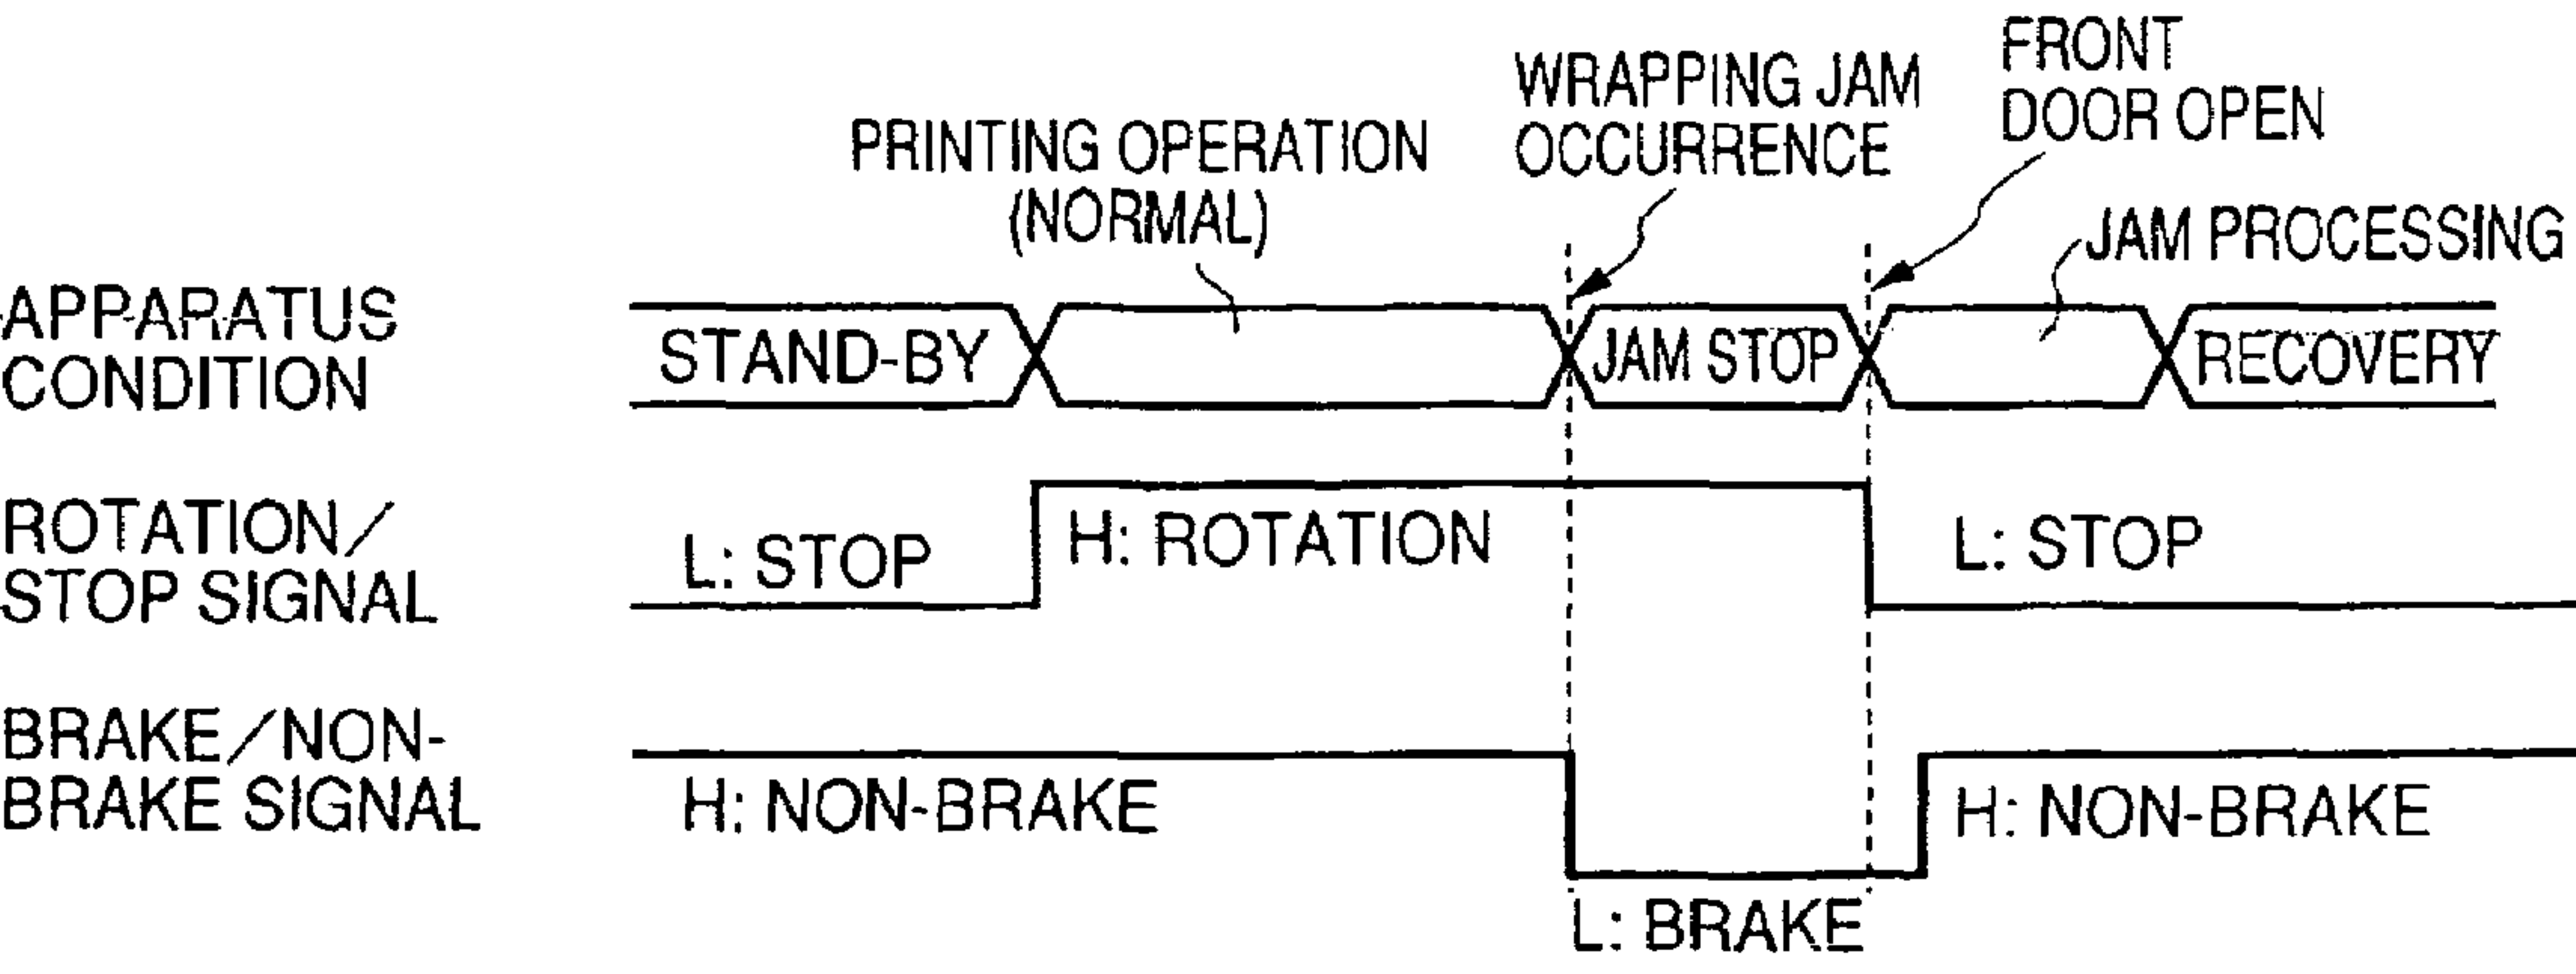 FRONT
DOOR OPEN
WRAPPING JAM
OCCURRENCE
PRINTING OPERATION
(NORMAL)
JAM PROCESSING
APPARATUS
CONDITION
STAND-BY
JAM STOP
RECOVERY
ROTATION/
STOP SIGNAL
L: STOP
H: ROTATION
L: STOP
BRAKE/NON-
BRAKE SIGNAL
H: NON-BRAKE
L: BRAKE
H: NON-BRAKE